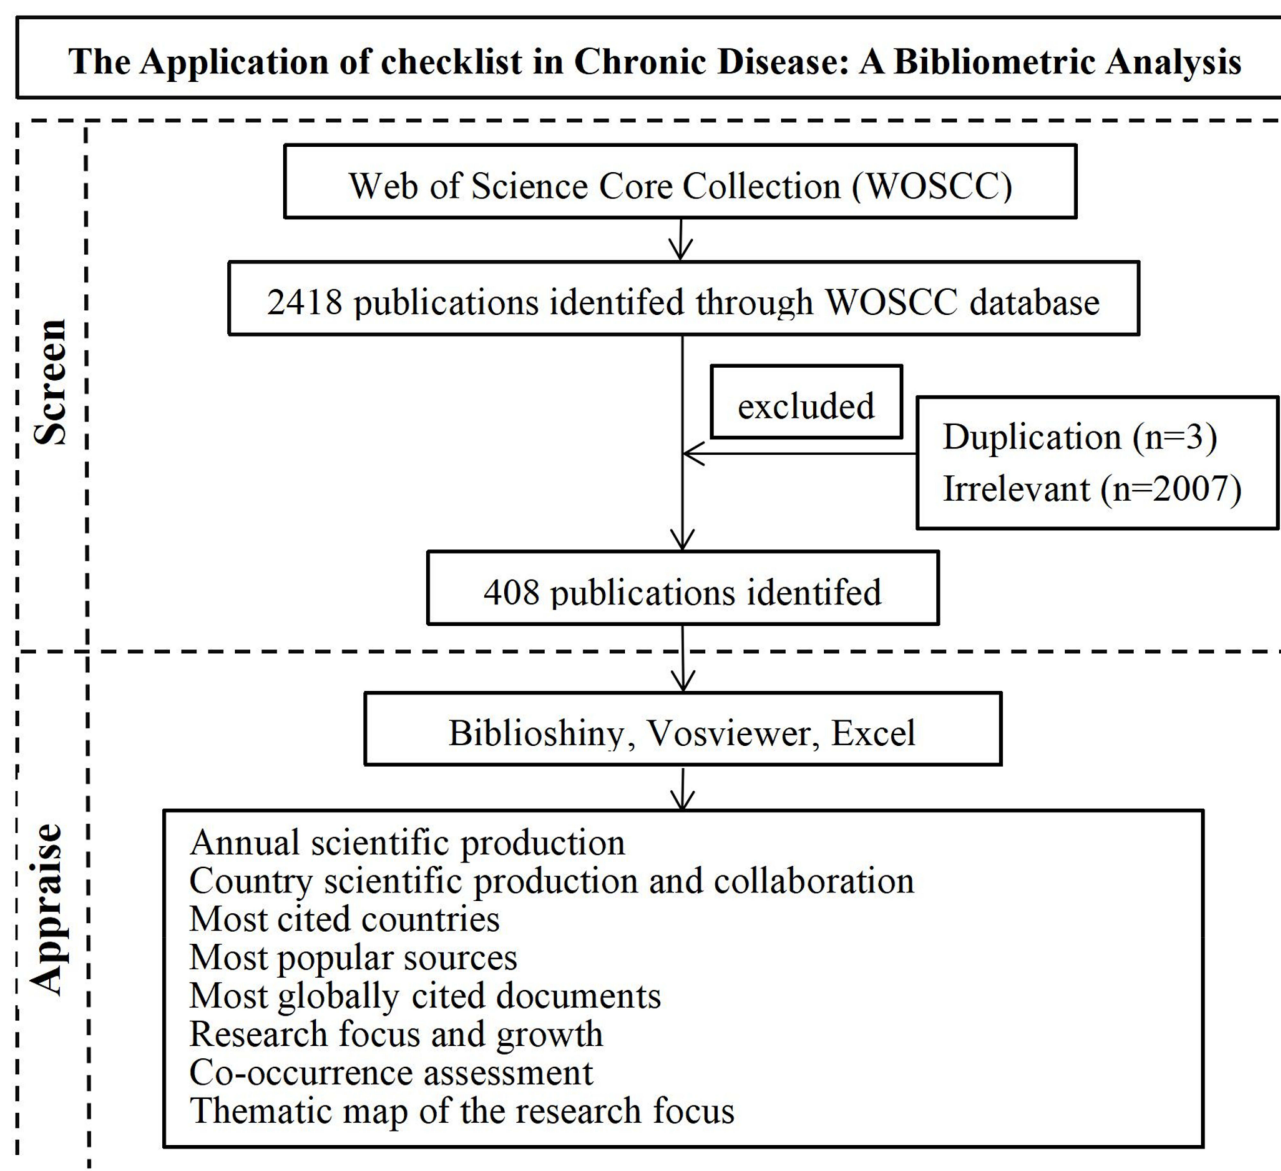 The Application of checklist in Chronic Disease: A Bibliometric Analysis
Screen
Web of Science Core Collection (WOSCC)
2418 publications identifed through WOSCC database
excluded
Duplication (n=3)
Irrelevant (n=2007)
408 publications identifed
Appraise
Biblioshiny, Vosviewer, Excel
Annual scientific production
Country scientific production and collaboration
Most cited countries
Most popular sources
Most globally cited documents
Research focus and growth
Co-occurrence assessment
Thematic map of the research focus